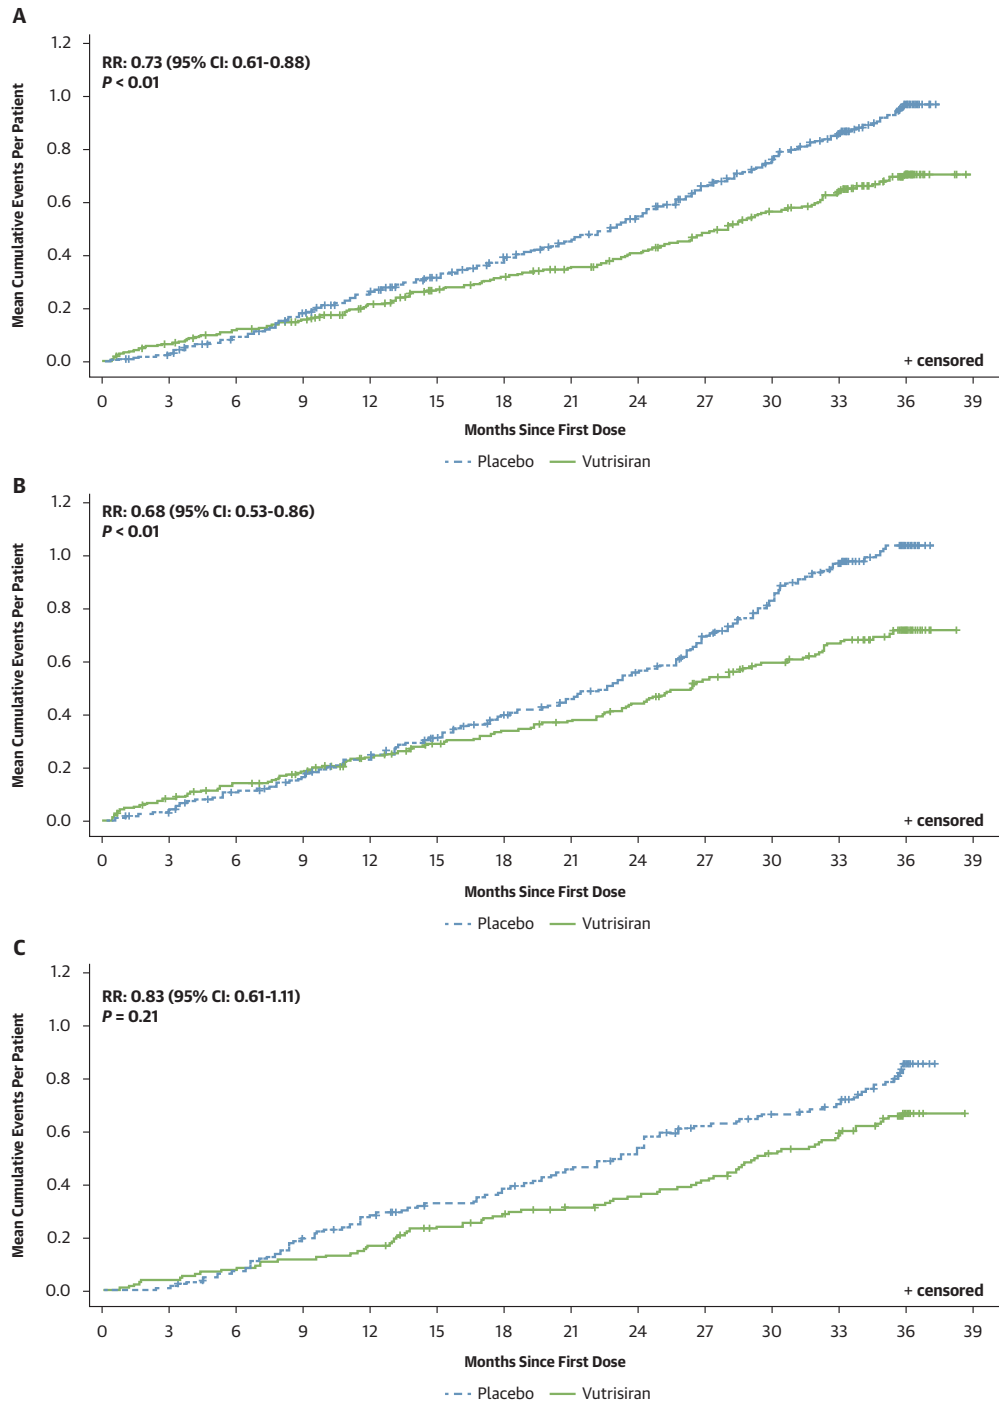 A
Mean Cumulative Events Per Patient
1.2
1.0
0.8
0.6
0.4
0.2
0.0
RR: 0.73 (95% CI: 0.61-0.88)
P < 0.01
+ censored
0 3 6 9 12 15 18 21 24 27 30 33 36 39
Months Since First Dose
Placebo Vutrisiran
B
Mean Cumulative Events Per Patient
1.2
1.0
0.8
0.6
0.4
0.2
0.0
RR: 0.68 (95% CI: 0.53-0.86)
P < 0.01
+ censored
0 3 6 9 12 15 18 21 24 27 30 33 36 39
Months Since First Dose
Placebo Vutrisiran
C
Mean Cumulative Events Per Patient
1.2
1.0
0.8
0.6
0.4
0.2
0.0
RR: 0.83 (95% CI: 0.61-1.11)
P = 0.21
+ censored
0 3 6 9 12 15 18 21 24 27 30 33 36 39
Months Since First Dose
Placebo Vutrisiran